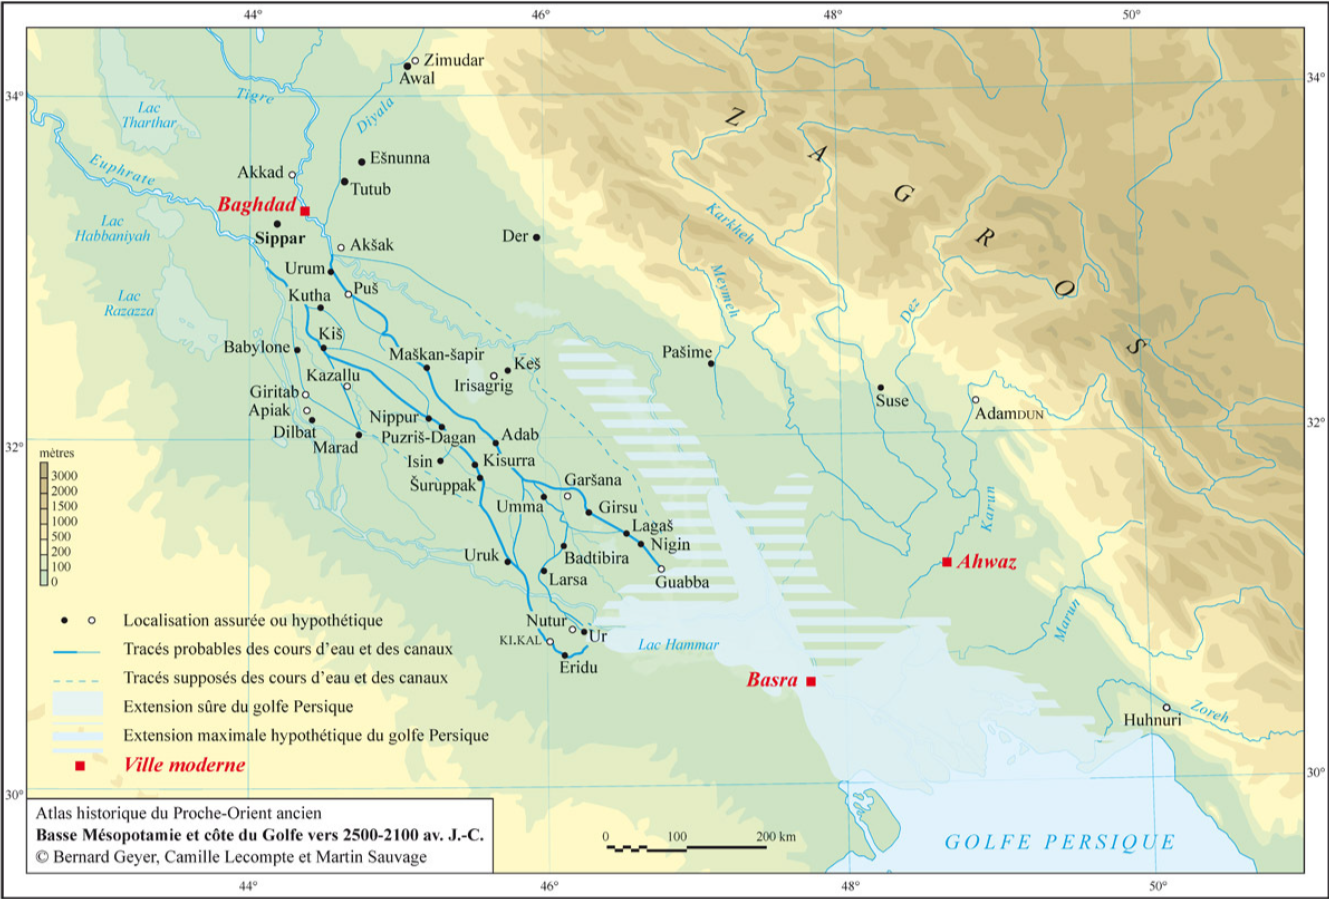 44°
46°
48°
50°
34°
34°
Zimudar
Awal
Lac
Tharthar
Tigre
Diyala
Z
A
G
R
O
S
Euphrate
Akkad
Ešnunna
Tutub
Baghdad
Sippar
Lac
Habbaniyah
Akšak
Der
Karkheh
Urum
Puš
Kutha
Lac
Razazza
Meymeh
Dez
Kiš
Babylone
Maškan-šapir
Keš
Pašime
Kazallu
Irisagrig
Giritab
Suse
Apiak
AdamDUN
Nippur
Dilbat
Puzriš-Dagan
Adab
32°
32°
Marad
Isin
Kisurra
mètres
3000
2000
1500
1000
500
200
100
0
Šuruppak
Garšana
Umma
Girsu
Lagaš
Nigin
Karun
Uruk
Badtibira
Larsa
Guabba
Ahwaz
Nutur
Ur
KI.KAL
Eridu
Lac Hammar
Marun
Basra
Huhnuri
Zoreh
Localisation assurée ou hypothétique
Tracés probables des cours d’eau et des canaux
Tracés supposés des cours d’eau et des canaux
Extension sûre du golfe Persique
Extension maximale hypothétique du golfe Persique
Ville moderne
30°
30°
Atlas historique du Proche-Orient ancien
Basse Mésopotamie et côte du Golfe vers 2500-2100 av. J.-C.
© Bernard Geyer, Camille Lecompte et Martin Sauvage
0 100 200 km
GOLFE PERSIQUE
44°
46°
48°
50°